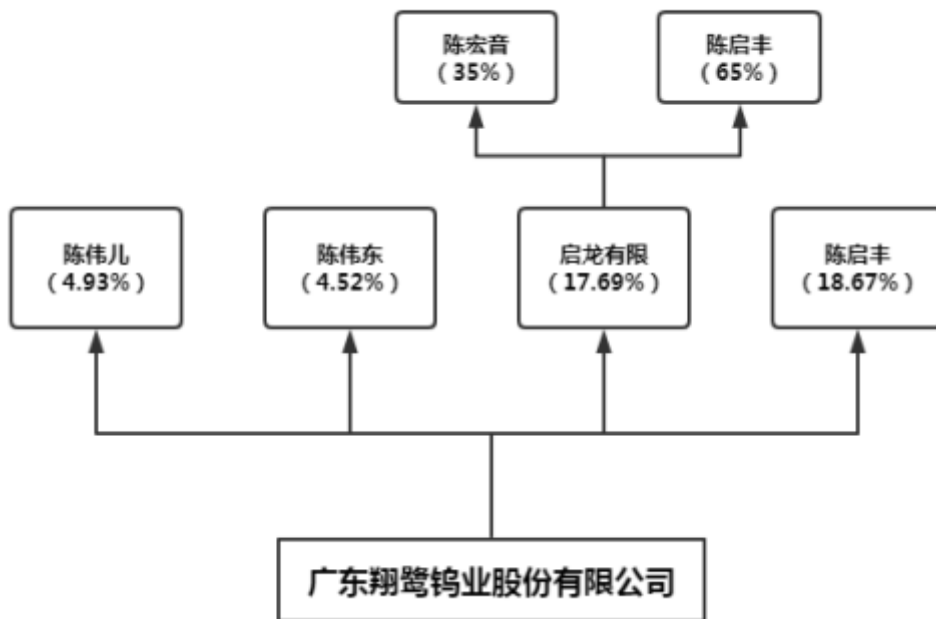 陈宏音
（35%）
陈启丰
（65%）
陈伟儿
（4.93%）
陈伟东
（4.52%）
启龙有限
（17.69%）
陈启丰
（18.67%）
广东翔鹭钨业股份有限公司